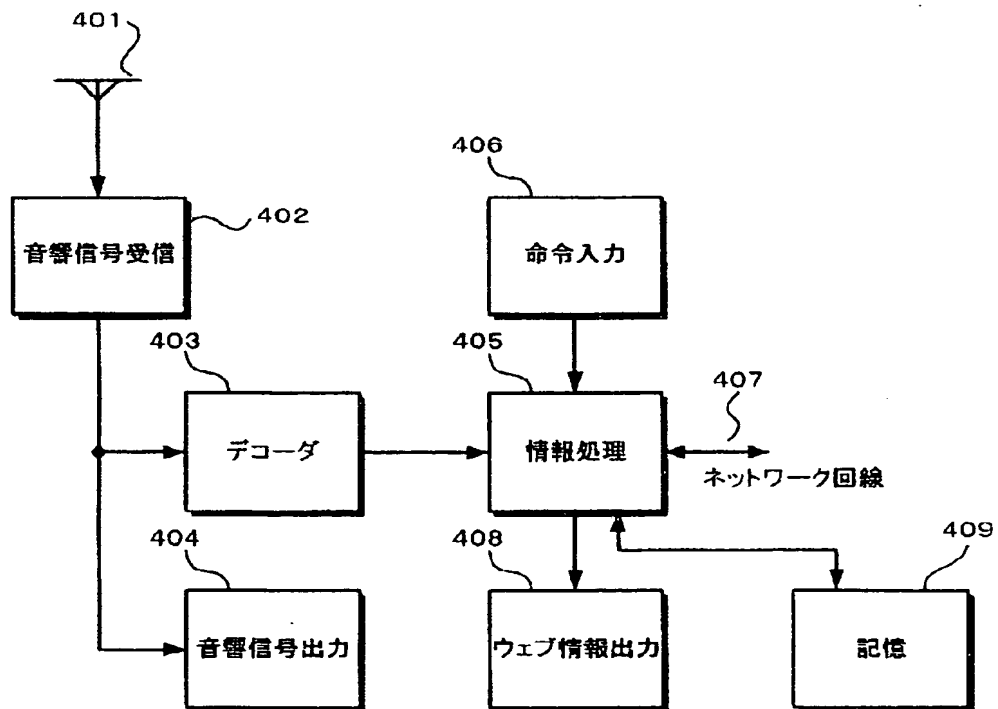 401
402
音響信号受信
406
命令入力
403
デコーダ
405
情報処理
407
ネットワーク回線
404
音響信号出力
408
ウェブ情報出力
409
記憶